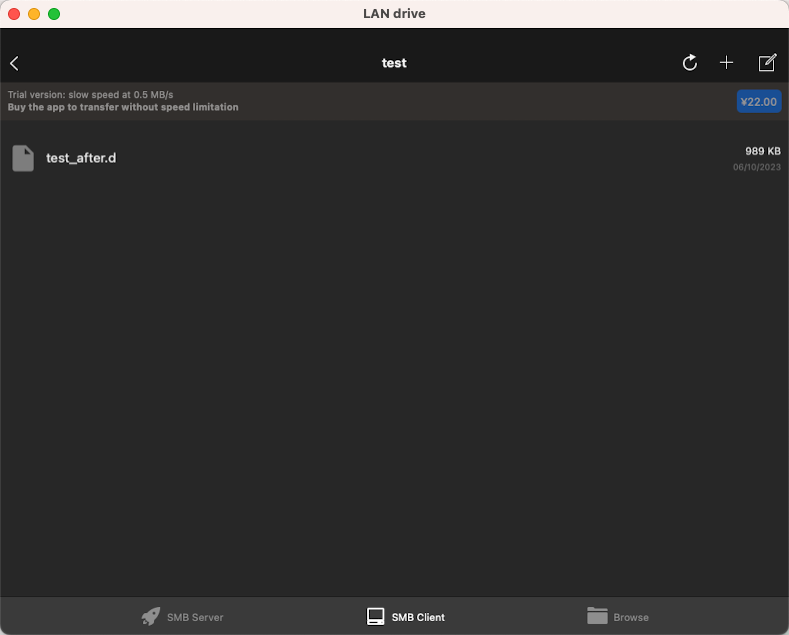 LAN drive
test
Trial version: slow speed at 0.5 MB/s
Buy the app to transfer without speed limitation
¥22.00
test_after.d
989 KB
06/10/2023
SMB Server
SMB Client
Browse